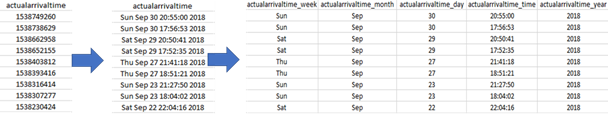 actualarrivaltime
1538749260
1538738629
1538662958
1538652155
1538403812
1538393416
1538316414
1538307277
1538230424
actualarrivaltime
Sun Sep 30 20:55:00 2018
Sun Sep 30 17:56:53 2018
Sat Sep 29 20:50:41 2018
Sat Sep 29 17:52:35 2018
Thu Sep 27 21:41:18 2018
Thu Sep 27 18:51:21 2018
Sun Sep 23 21:27:50 2018
Sun Sep 23 18:04:02 2018
Sat Sep 22 22:04:16 2018
actualarrivaltime_week actualarrivaltime_month actualarrivaltime_day actualarrivaltime_time actualarrivaltime_year
Sun Sep 30 20:55:00 2018
Sun Sep 30 17:56:53 2018
Sat Sep 29 20:50:41 2018
Sat Sep 29 17:52:35 2018
Thu Sep 27 21:41:18 2018
Thu Sep 27 18:51:21 2018
Sun Sep 23 21:27:50 2018
Sun Sep 23 18:04:02 2018
Sat Sep 22 22:04:16 2018